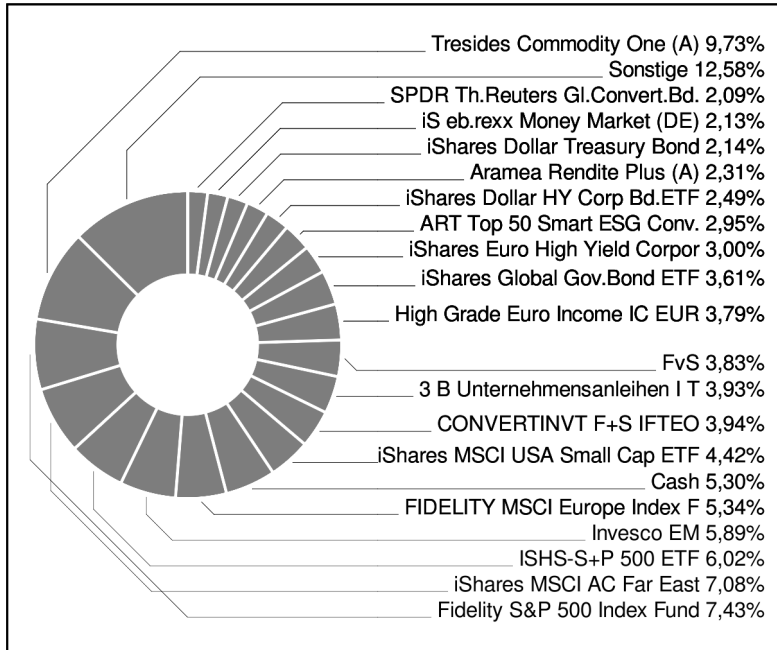 Tresides Commodity One (A) 9,73%
Sonstige 12,58%
SPDR Th.Reuters Gl.Convert.Bd. 2,09%
iS eb.rexx Money Market (DE) 2,13%
iShares Dollar Treasury Bond 2,14%
Aramea Rendite Plus (A) 2,31%
iShares Dollar HY Corp Bd.ETF 2,49%
ART Top 50 Smart ESG Conv. 2,95%
iShares Euro High Yield Corpor 3,00%
iShares Global Gov.Bond ETF 3,61%
High Grade Euro Income IC EUR 3,79%
FvS 3,83%
3 B Unternehmensanleihen I T 3,93%
CONVERTINVT F+S IFTEO 3,94%
iShares MSCI USA Small Cap ETF 4,42%
Cash 5,30%
FIDELITY MSCI Europe Index F 5,34%
Invesco EM 5,89%
ISHS-S+P 500 ETF 6,02%
iShares MSCI AC Far East 7,08%
Fidelity S&P 500 Index Fund 7,43%